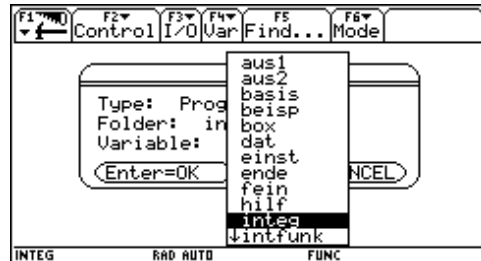 F1 F2 F3 F4 F5 F6
Control I/O Var Find... Mode
aus1
aus2
basis
Type: Prog
beisp
Folder: in
box
Variable:
dat
einst
Enter=OK
ende
NCEL
fein
hilf
integ
↓intfunk
INTEG RAD AUTO FUNC